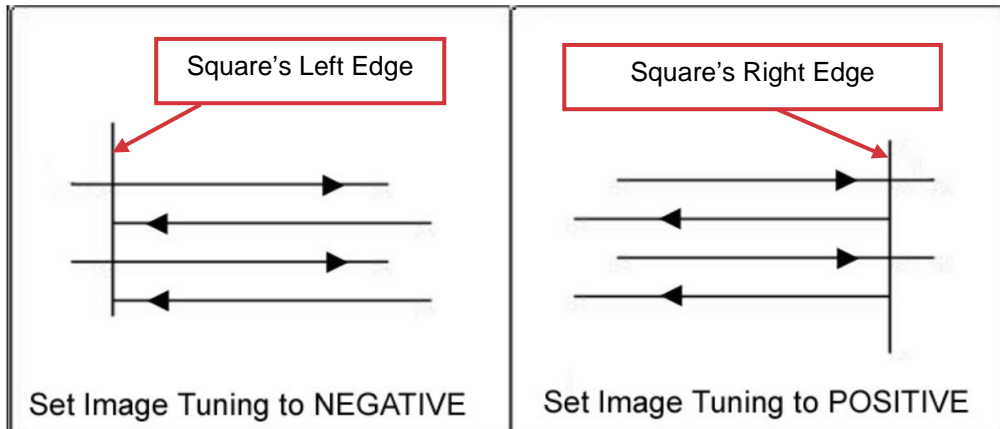 Square's Left Edge
Set Image Tuning to NEGATIVE
Square's Right Edge
Set Image Tuning to POSITIVE